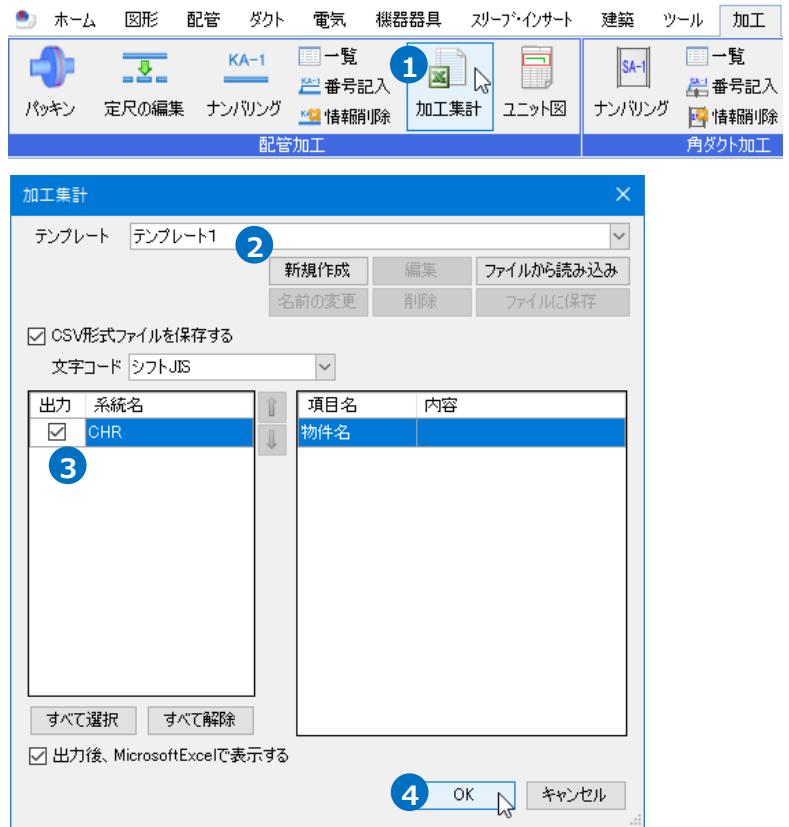 ホーム 図形 配管 ダクト 電気 機器器具 スリーブ・インサート 建築 ツール 加工
パッキン 定尺の編集 KA-1 ナンバリング 一覧 KA-1 番号記入 情報削除 1 加工集計 ユニット図 SA-1 ナンバリング 一覧 番号記入 情報削除
配管加工 角ダクト加工
加工集計
テンプレート テンプレート1 2
新規作成 編集 ファイルから読み込み
名前の変更 削除 ファイルに保存
CSV形式ファイルを保存する
文字コード シフトJIS
出力 系統名 項目名 内容
CHR 物件名
3
すべて選択 すべて解除
出力後、MicrosoftExcelで表示する
4 OK キャンセル